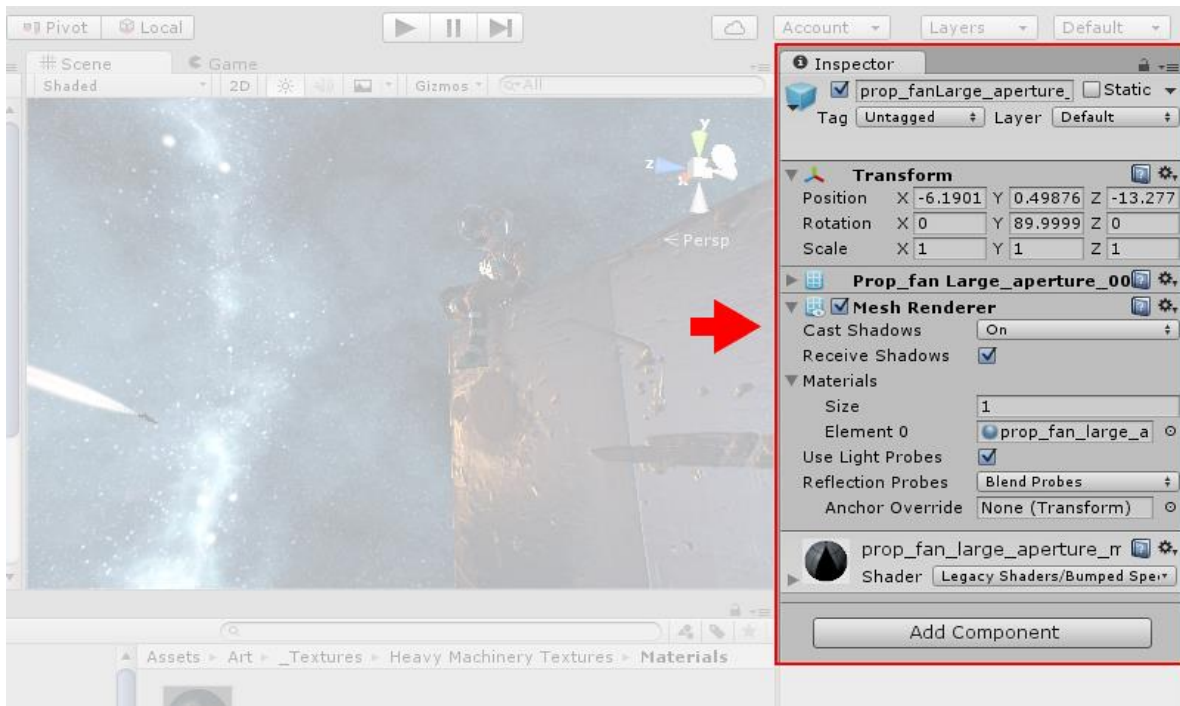 Pivot Local Account Layers Default
Scene Game
Shaded 2D Gizmos All
y
z
x
Persp
Inspector
prop_fanLarge_aperture_ Static
Tag Untagged Layer Default
Transform
Position X -6.1901 Y 0.49876 Z -13.277
Rotation X 0 Y 89.9999 Z 0
Scale X 1 Y 1 Z 1
Prop_fan Large_aperture_00
Mesh Renderer
Cast Shadows On
Receive Shadows
Materials
Size 1
Element 0 prop_fan_large_a
Use Light Probes
Reflection Probes Blend Probes
Anchor Override None (Transform)
prop_fan_large_aperture_m
Shader Legacy Shaders/Bumped Spe
Add Component
Assets Art _Textures Heavy Machinery Textures Materials